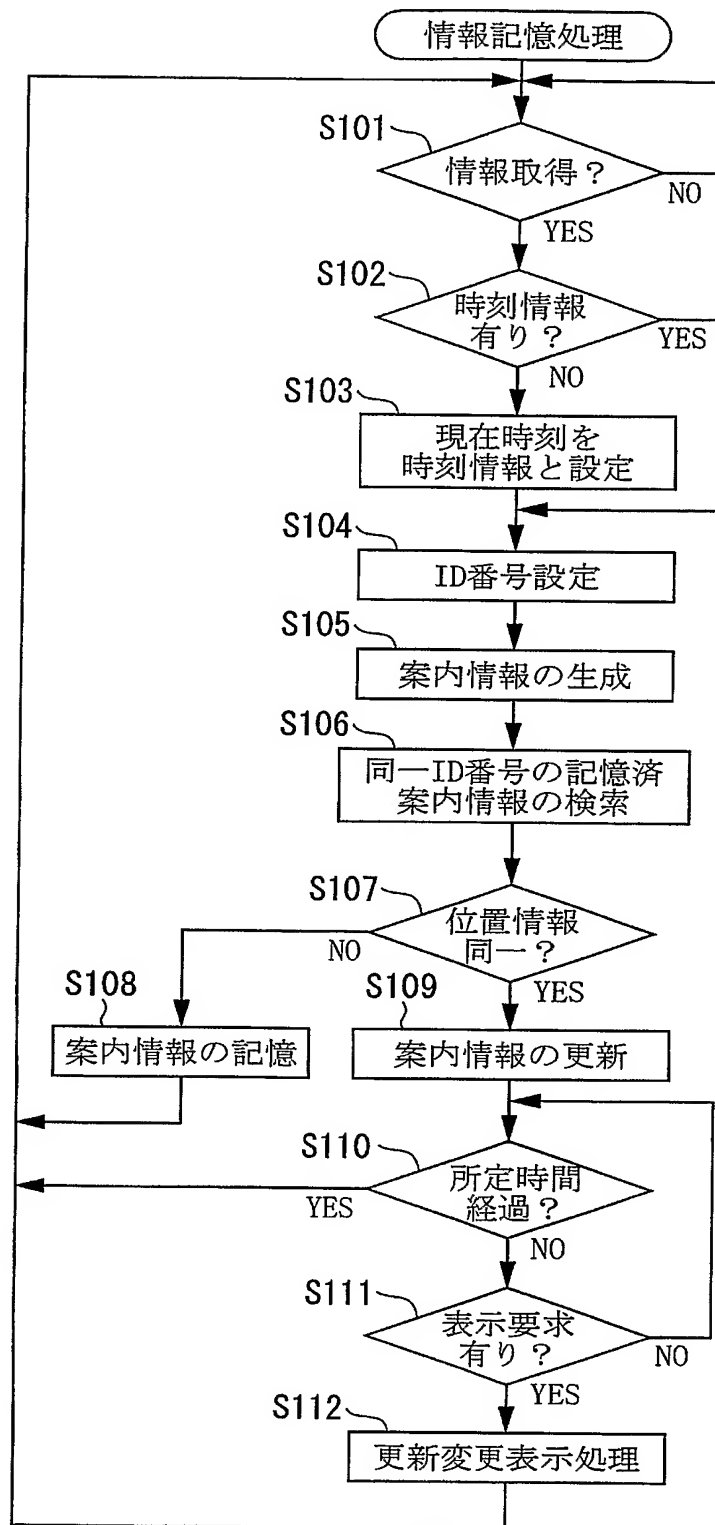 情報記憶処理
S101
情報取得？
NO
YES
S102
時刻情報
有り？
YES
NO
S103
現在時刻を
時刻情報と設定
S104
ID番号設定
S105
案内情報の生成
S106
同一ID番号の記憶済
案内情報の検索
S107
位置情報
同一？
NO
YES
S108
案内情報の記憶
S109
案内情報の更新
S110
所定時間
経過？
YES
NO
S111
表示要求
有り？
NO
YES
S112
更新変更表示処理